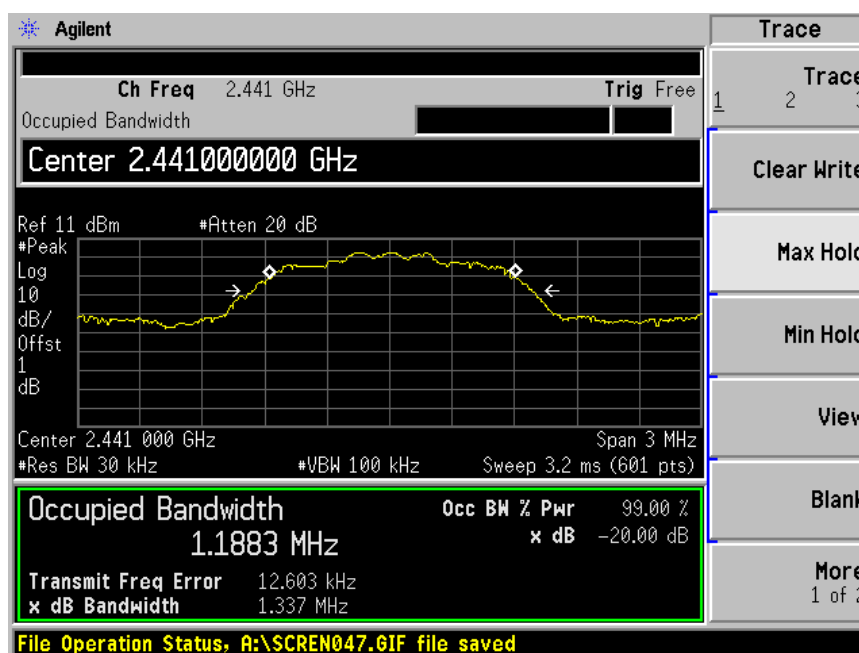 Agilent
Trace
Ch Freq 2.441 GHz Trig Free
Occupied Bandwidth
Center 2.441000000 GHz
Ref 11 dBm #Atten 20 dB
#Peak
Log
10
dB/
Offst
1
dB
Center 2.441 000 GHz Span 3 MHz
#Res BW 30 kHz #VBW 100 kHz Sweep 3.2 ms (601 pts)
Occupied Bandwidth
1.1883 MHz
Occ BW % Pwr 99.00 %
x dB -20.00 dB
Transmit Freq Error 12.603 kHz
x dB Bandwidth 1.337 MHz
File Operation Status, A:\SCREN047.GIF file saved
Trace
1 2
Clear Write
Max Hold
Min Hold
View
Blank
More
1 of